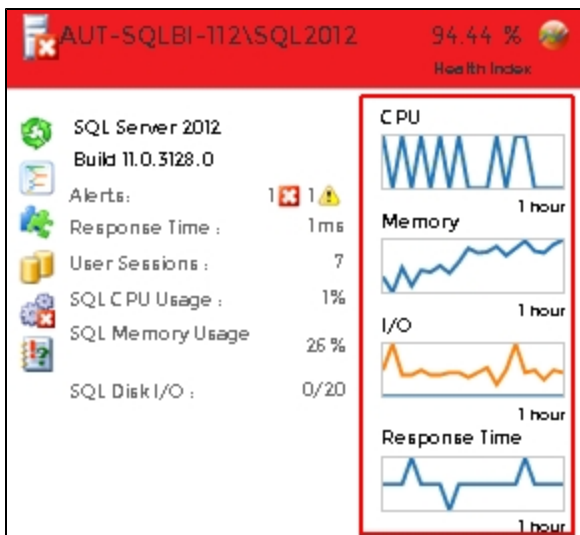 AUT-SQLBI-112\SQL2012
94.44 %
Health Index
SQL Server 2012
Build 11.0.3128.0
Alerts: 1 1
Response Time : 1ms
User Sessions : 7
SQL CPU Usage : 1%
SQL Memory Usage 26 %
SQL Disk I/O : 0/20
CPU
1 hour
Memory
1 hour
I/O
1 hour
Response Time
1 hour